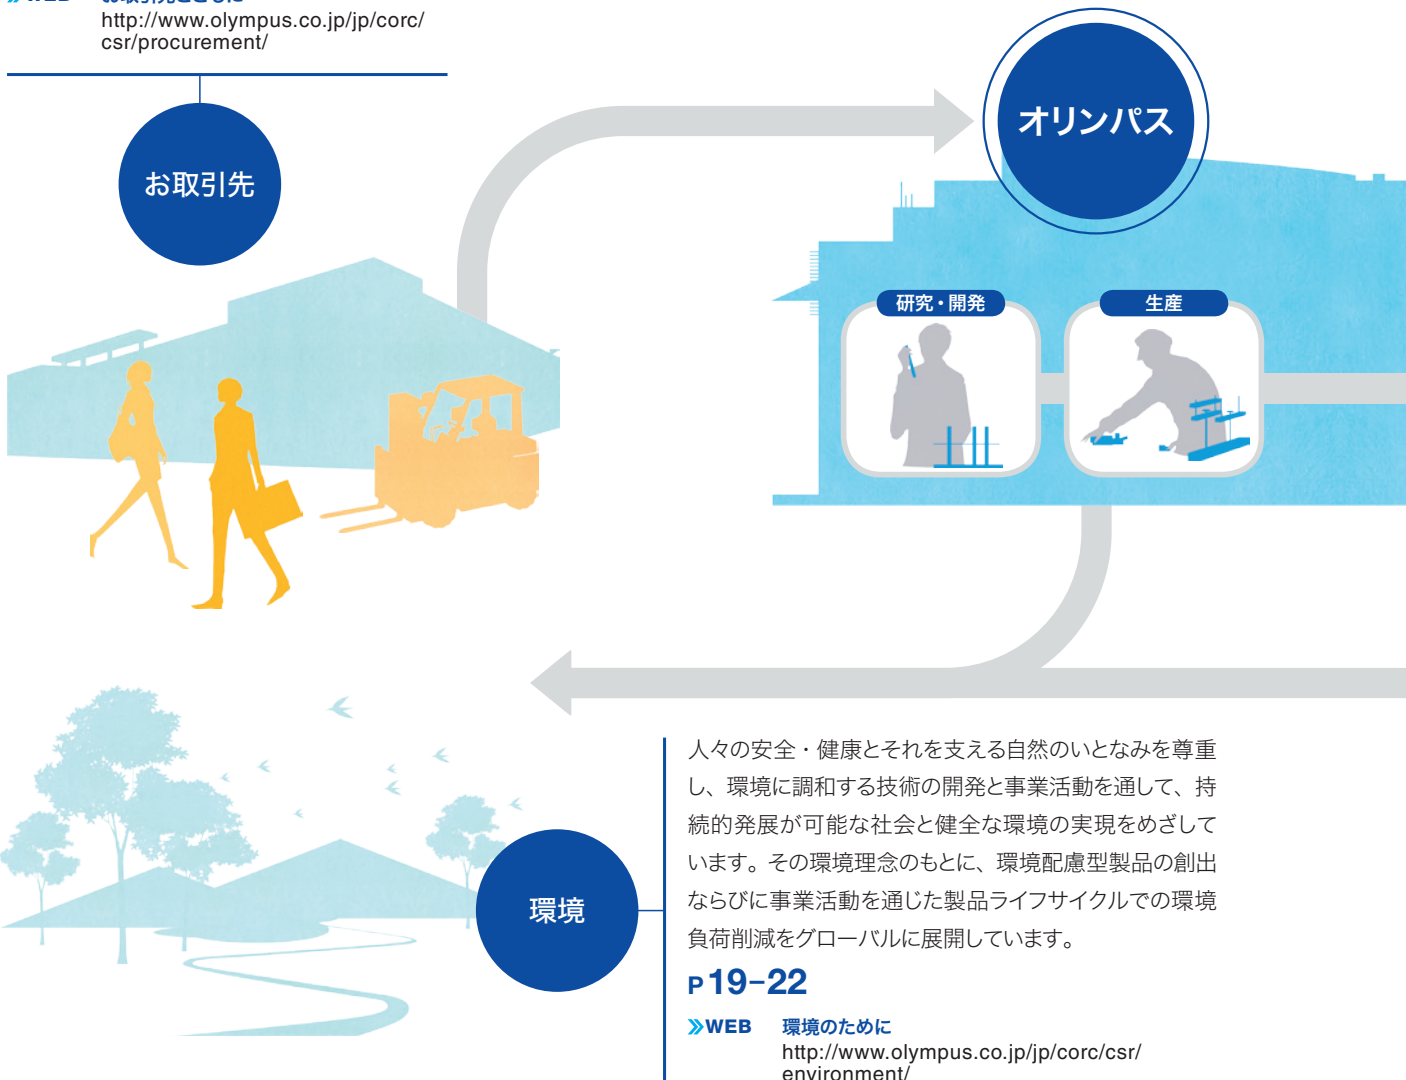 WEB お取引先とともに
http://www.olympus.co.jp/jp/corc/
csr/procurement/
お取引先
オリンパス
研究・開発
生産
環境
人々の安全・健康とそれを支える自然のいとなみを尊重
し、環境に調和する技術の開発と事業活動を通して、持
続的発展が可能な社会と健全な環境の実現をめざして
います。その環境理念のもとに、環境配慮型製品の創出
ならびに事業活動を通じた製品ライフサイクルでの環境
負荷削減をグローバルに展開しています。
P19-22
WEB 環境のために
http://www.olympus.co.jp/jp/corc/csr/
environment/